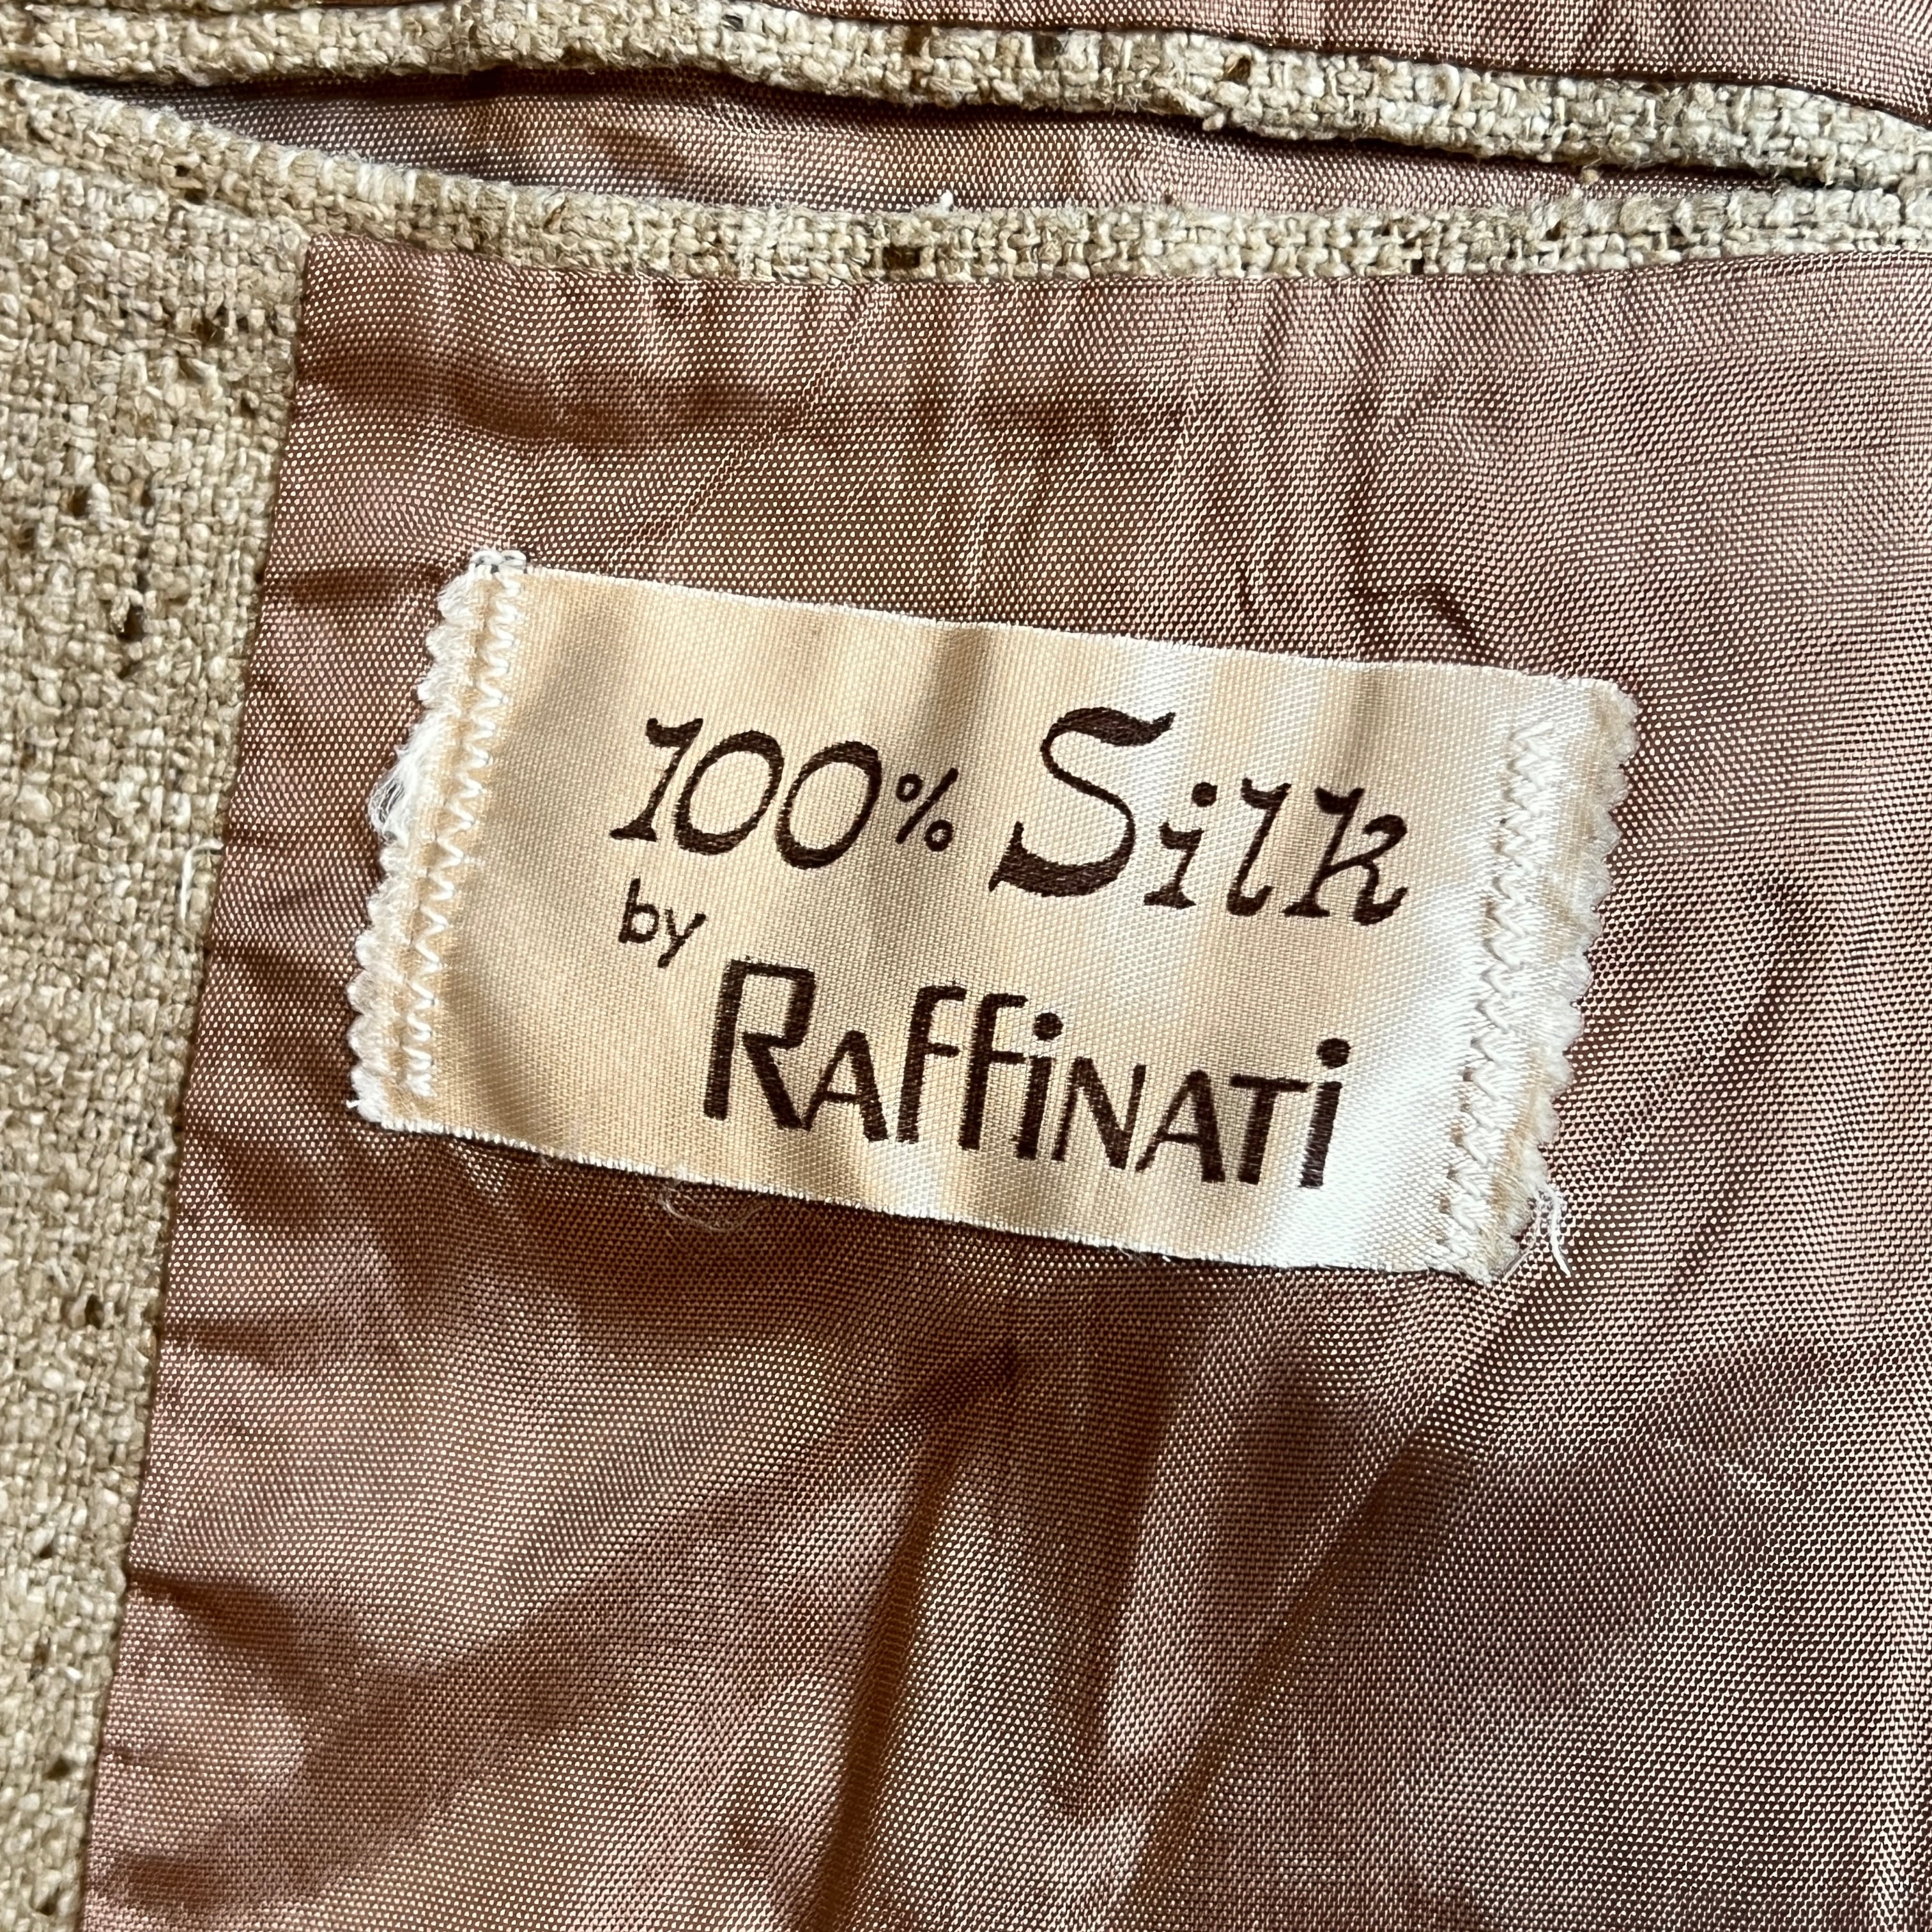 100% Silk
by
RAffiNATi